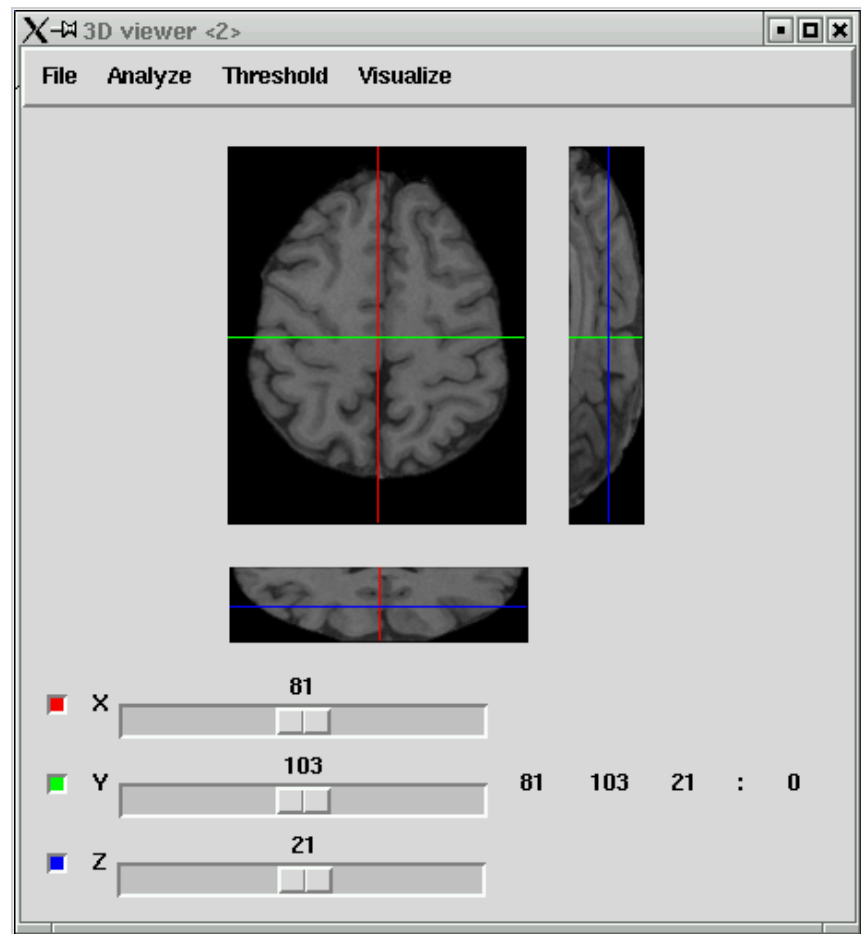 3D viewer <2>
File Analyze Threshold Visualize
81
X
103
Y
81 103 21 : 0
21
Z